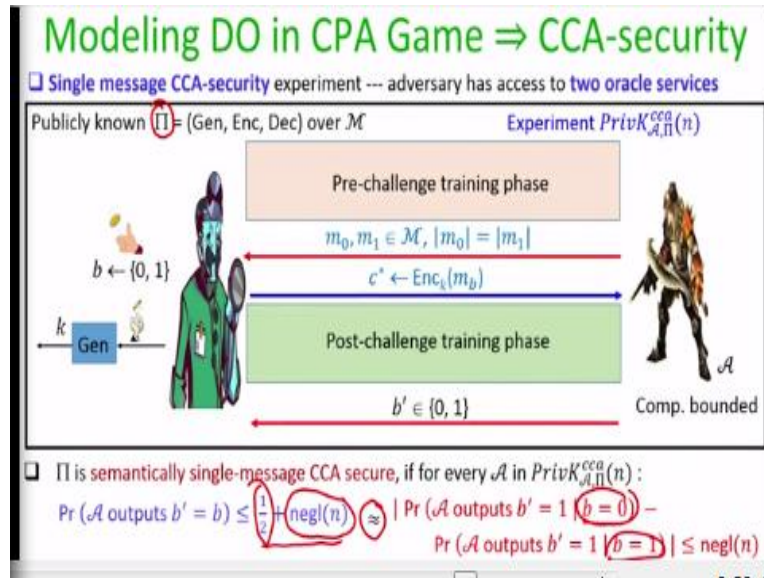 Modeling DO in CPA Game ⇒ CCA-security
❑ Single message CCA-security experiment --- adversary has access to two oracle services
Publicly known Π = (Gen, Enc, Dec) over ℳ Experiment PrivK^{cca}_{𝒜,Π}(n)
Pre-challenge training phase
m₀, m₁ ∈ ℳ, |m₀| = |m₁|
b ← {0, 1}
c* ← Enc_k(m_b)
k
Gen
Post-challenge training phase
𝒜
b′ ∈ {0, 1}
Comp. bounded
❑ Π is semantically single-message CCA secure, if for every 𝒜 in PrivK^{cca}_{𝒜,Π}(n) :
Pr (𝒜 outputs b′ = b) ≤ 1/2 + negl(n) ≈ | Pr (𝒜 outputs b′ = 1 | b = 0) −
Pr (𝒜 outputs b′ = 1 | b = 1) | ≤ negl(n)